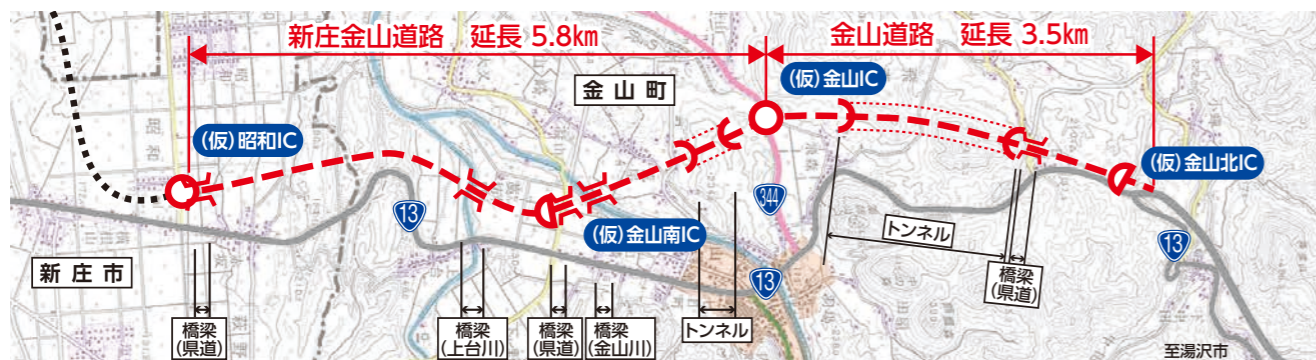 新庄金山道路 延長 5.8km
金山道路 延長 3.5km
金山町
(仮)金山IC
(仮)昭和IC
(仮)金山北IC
344
13
(仮)金山南IC
トンネル
13
新庄市
13
橋梁
(県道)
橋梁
(県道)
橋梁
(上台川)
橋梁
(県道)
橋梁
(金山川)
トンネル
至湯沢市